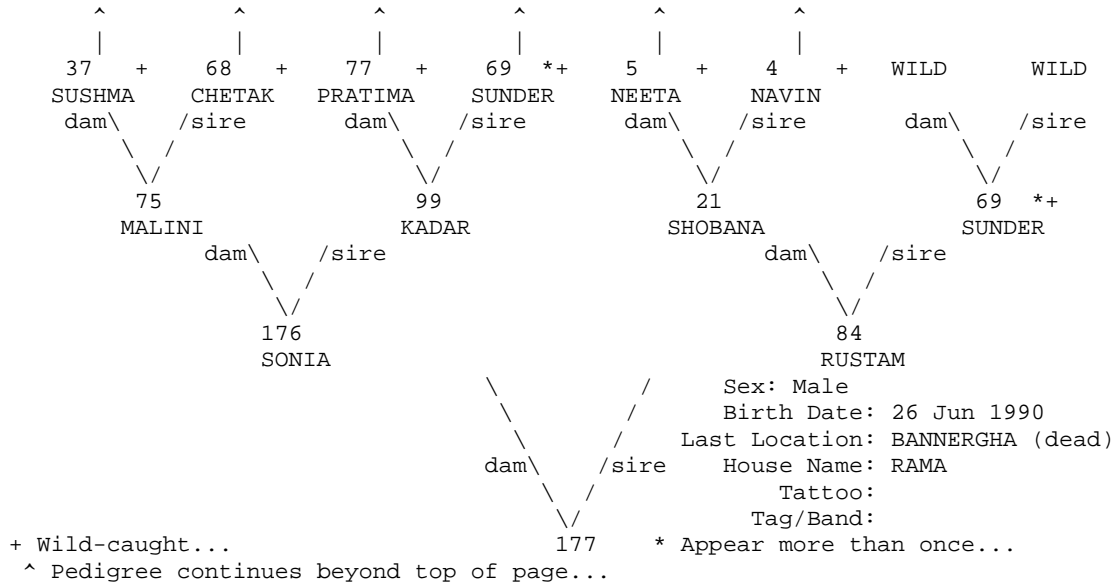 ^ ^ ^ ^ ^ ^
| | | | | |
37 + 68 + 77 + 69 *+ 5 + 4 + WILD WILD
SUSHMA CHETAK PRATIMA SUNDER NEETA NAVIN
dam\ /sire dam\ /sire dam\ /sire dam\ /sire
\ / \ / \ / \ /
\/ \/ \/ \/
75 99 21 69 *+
MALINI KADAR SHOBANA SUNDER
dam\ /sire dam\ /sire
\ / \ /
\/ \/
176 84
SONIA RUSTAM
\ / Sex: Male
\ / Birth Date: 26 Jun 1990
\ / Last Location: BANNERGHA (dead)
dam\ /sire House Name: RAMA
\ / Tattoo:
\/ Tag/Band:
+ Wild-caught... 177 * Appear more than once...
^ Pedigree continues beyond top of page...